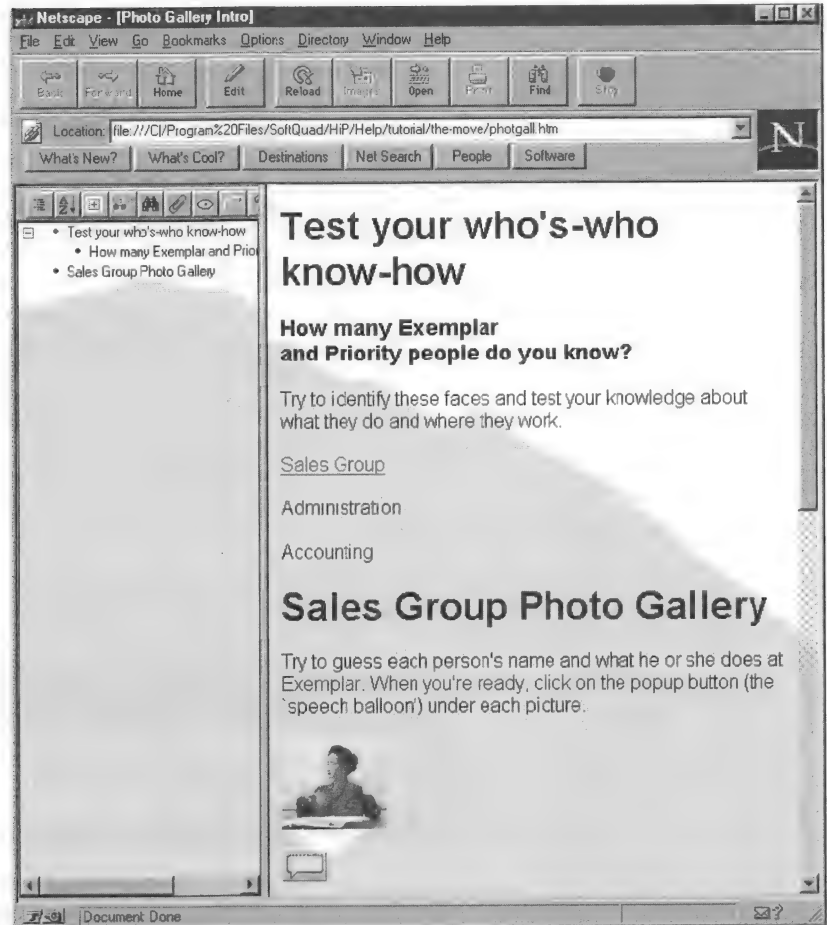 Netscape - [Photo Gallery Intro]
File Edit View Go Bookmarks Options Directory Window Help
Back Forward Home Edit Reload Images Open Print Find Stop
Location: file:///C|/Program%20Files/SoftQuad/HiP/Help/tutorial/the-move/photgall.htm
N
What's New? What's Cool? Destinations Net Search People Software
Test your who's-who know-how
How many Exemplar and Prior
Sales Group Photo Gallery
Test your who's-who
know-how
How many Exemplar
and Priority people do you know?
Try to identify these faces and test your knowledge about
what they do and where they work.
Sales Group
Administration
Accounting
Sales Group Photo Gallery
Try to guess each person's name and what he or she does at
Exemplar. When you're ready, click on the popup button (the
`speech balloon') under each picture.
Document Done